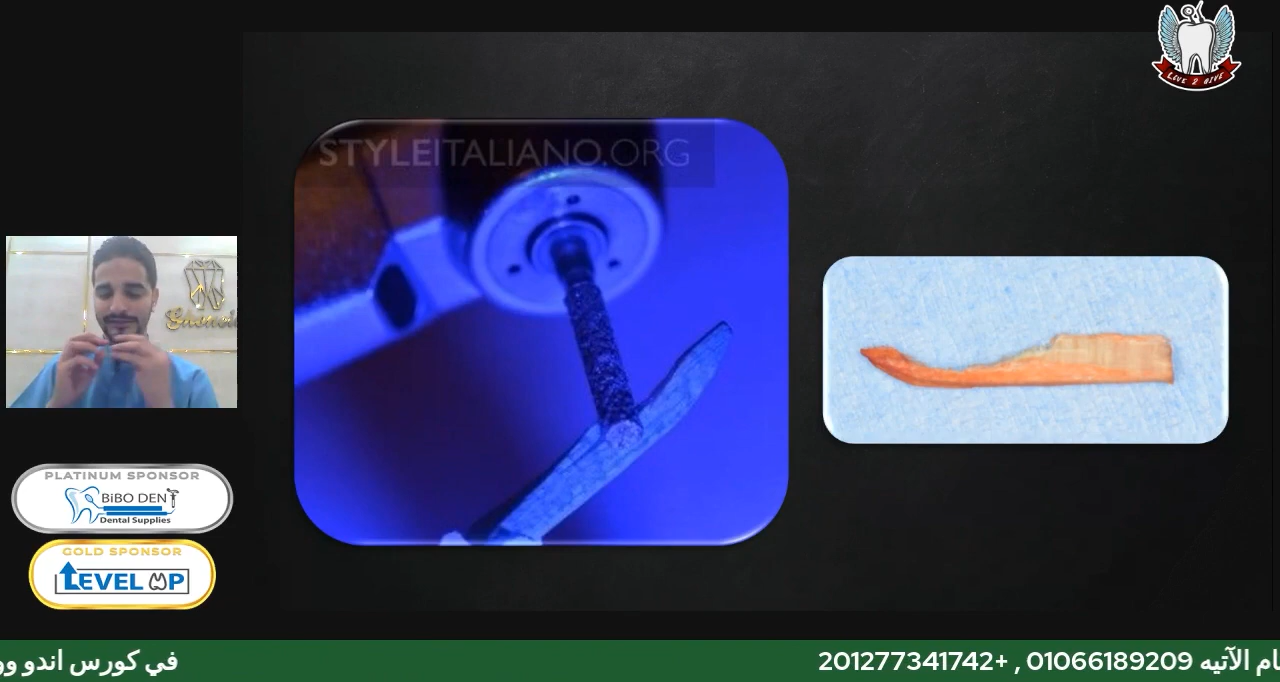 LIVE 2 GIVE
STYLEITALIANO.ORG
PLATINUM SPONSOR
BiBO DENT
Dental Supplies
GOLD SPONSOR
LEVEL UP
في كورس اندو
الآتيه 01066189209 , +201277341742